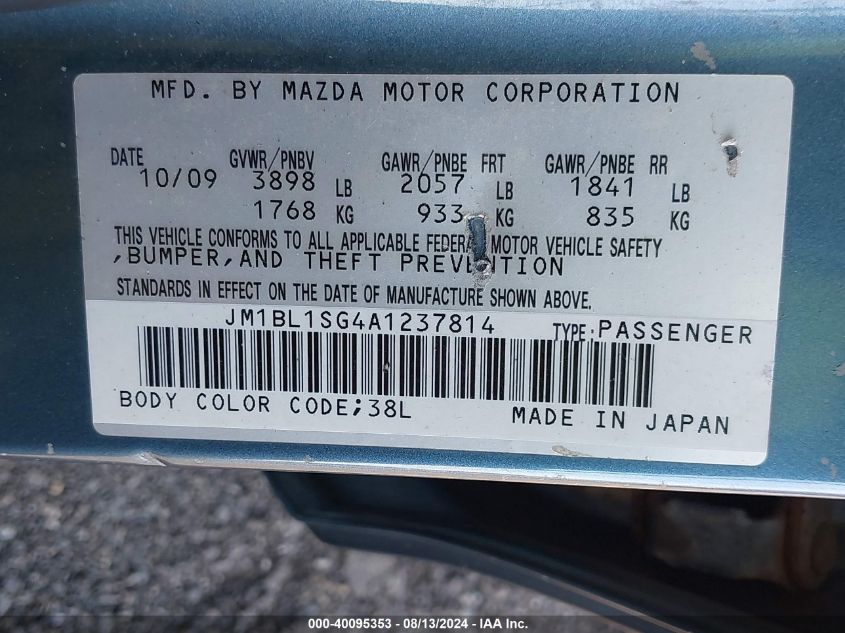 MFD. BY MAZDA MOTOR CORPORATION
DATE GVWR/PNBV GAWR/PNBE FRT GAWR/PNBE RR
10/09 3898 LB 2057 LB 1841 LB
1768 KG 933 KG 835 KG
THIS VEHICLE CONFORMS TO ALL APPLICABLE FEDERAL MOTOR VEHICLE SAFETY
,BUMPER,AND THEFT PREVENTION
STANDARDS IN EFFECT ON THE DATE OF MANUFACTURE SHOWN ABOVE.
JM1BL1SG4A1237814 TYPE:PASSENGER
BODY COLOR CODE;38L MADE IN JAPAN
000-40095353 - 08/13/2024 - IAA Inc.